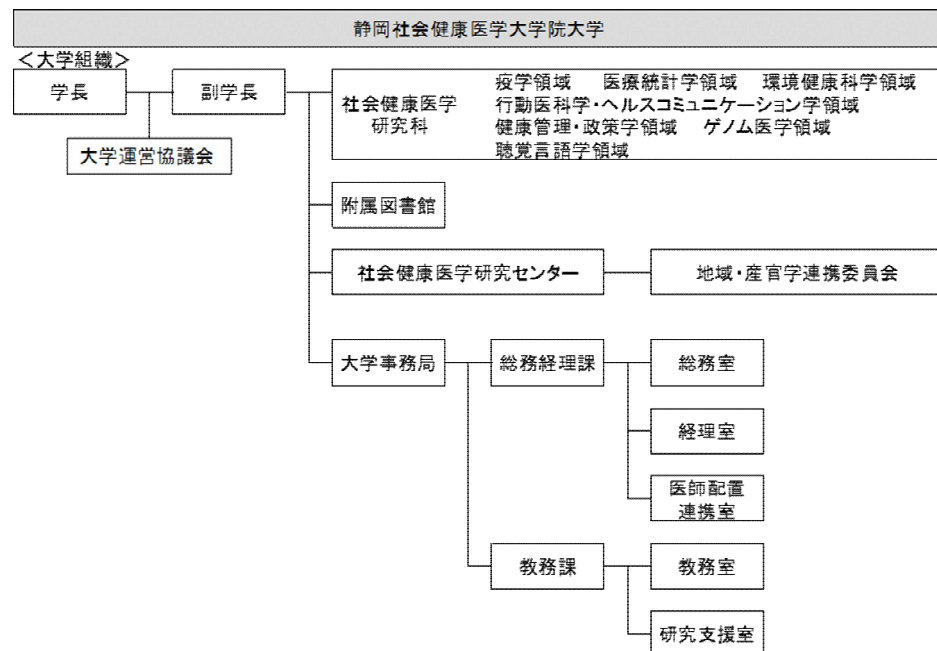 静岡社会健康医学大学院大学
＜大学組織＞
学長
副学長
大学運営協議会
社会健康医学
研究科
疫学領域　医療統計学領域　環境健康科学領域
行動医科学・ヘルスコミュニケーション学領域
健康管理・政策学領域　ゲノム医学領域
聴覚言語学領域
附属図書館
社会健康医学研究センター
地域・産官学連携委員会
大学事務局
総務経理課
総務室
経理室
医師配置
連携室
教務課
教務室
研究支援室